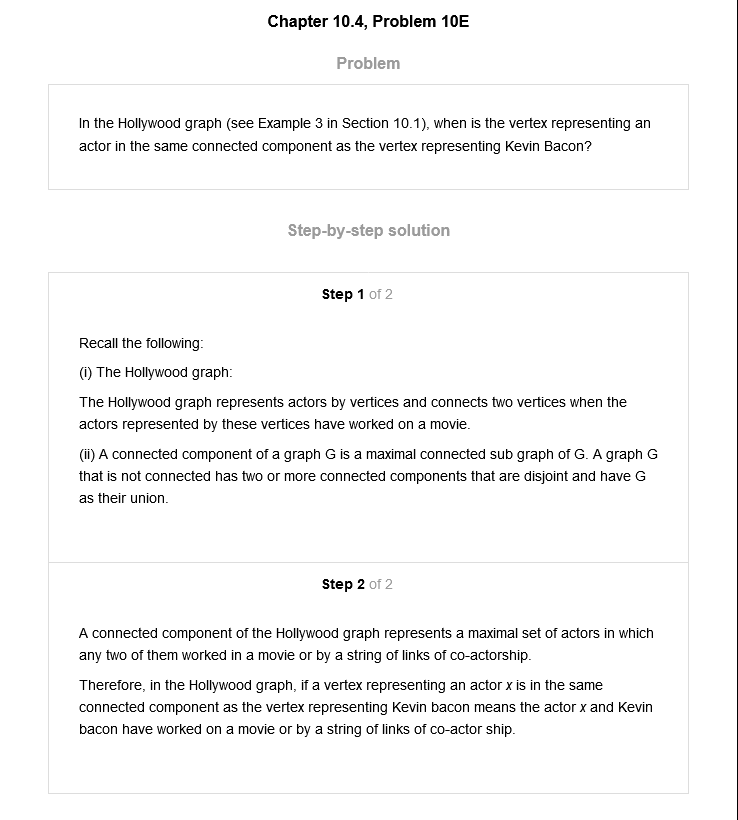 Chapter 10.4, Problem 10E
Problem
In the Hollywood graph (see Example 3 in Section 10.1), when is the vertex representing an
actor in the same connected component as the vertex representing Kevin Bacon?
Step-by-step solution
Step 1 of 2
Recall the following:
(i) The Hollywood graph:
The Hollywood graph represents actors by vertices and connects two vertices when the
actors represented by these vertices have worked on a movie.
(ii) A connected component of a graph G is a maximal connected sub graph of G. A graph G
that is not connected has two or more connected components that are disjoint and have G
as their union.
Step 2 of 2
A connected component of the Hollywood graph represents a maximal set of actors in which
any two of them worked in a movie or by a string of links of co-actorship.
Therefore, in the Hollywood graph, if a vertex representing an actor x is in the same
connected component as the vertex representing Kevin bacon means the actor x and Kevin
bacon have worked on a movie or by a string of links of co-actor ship.